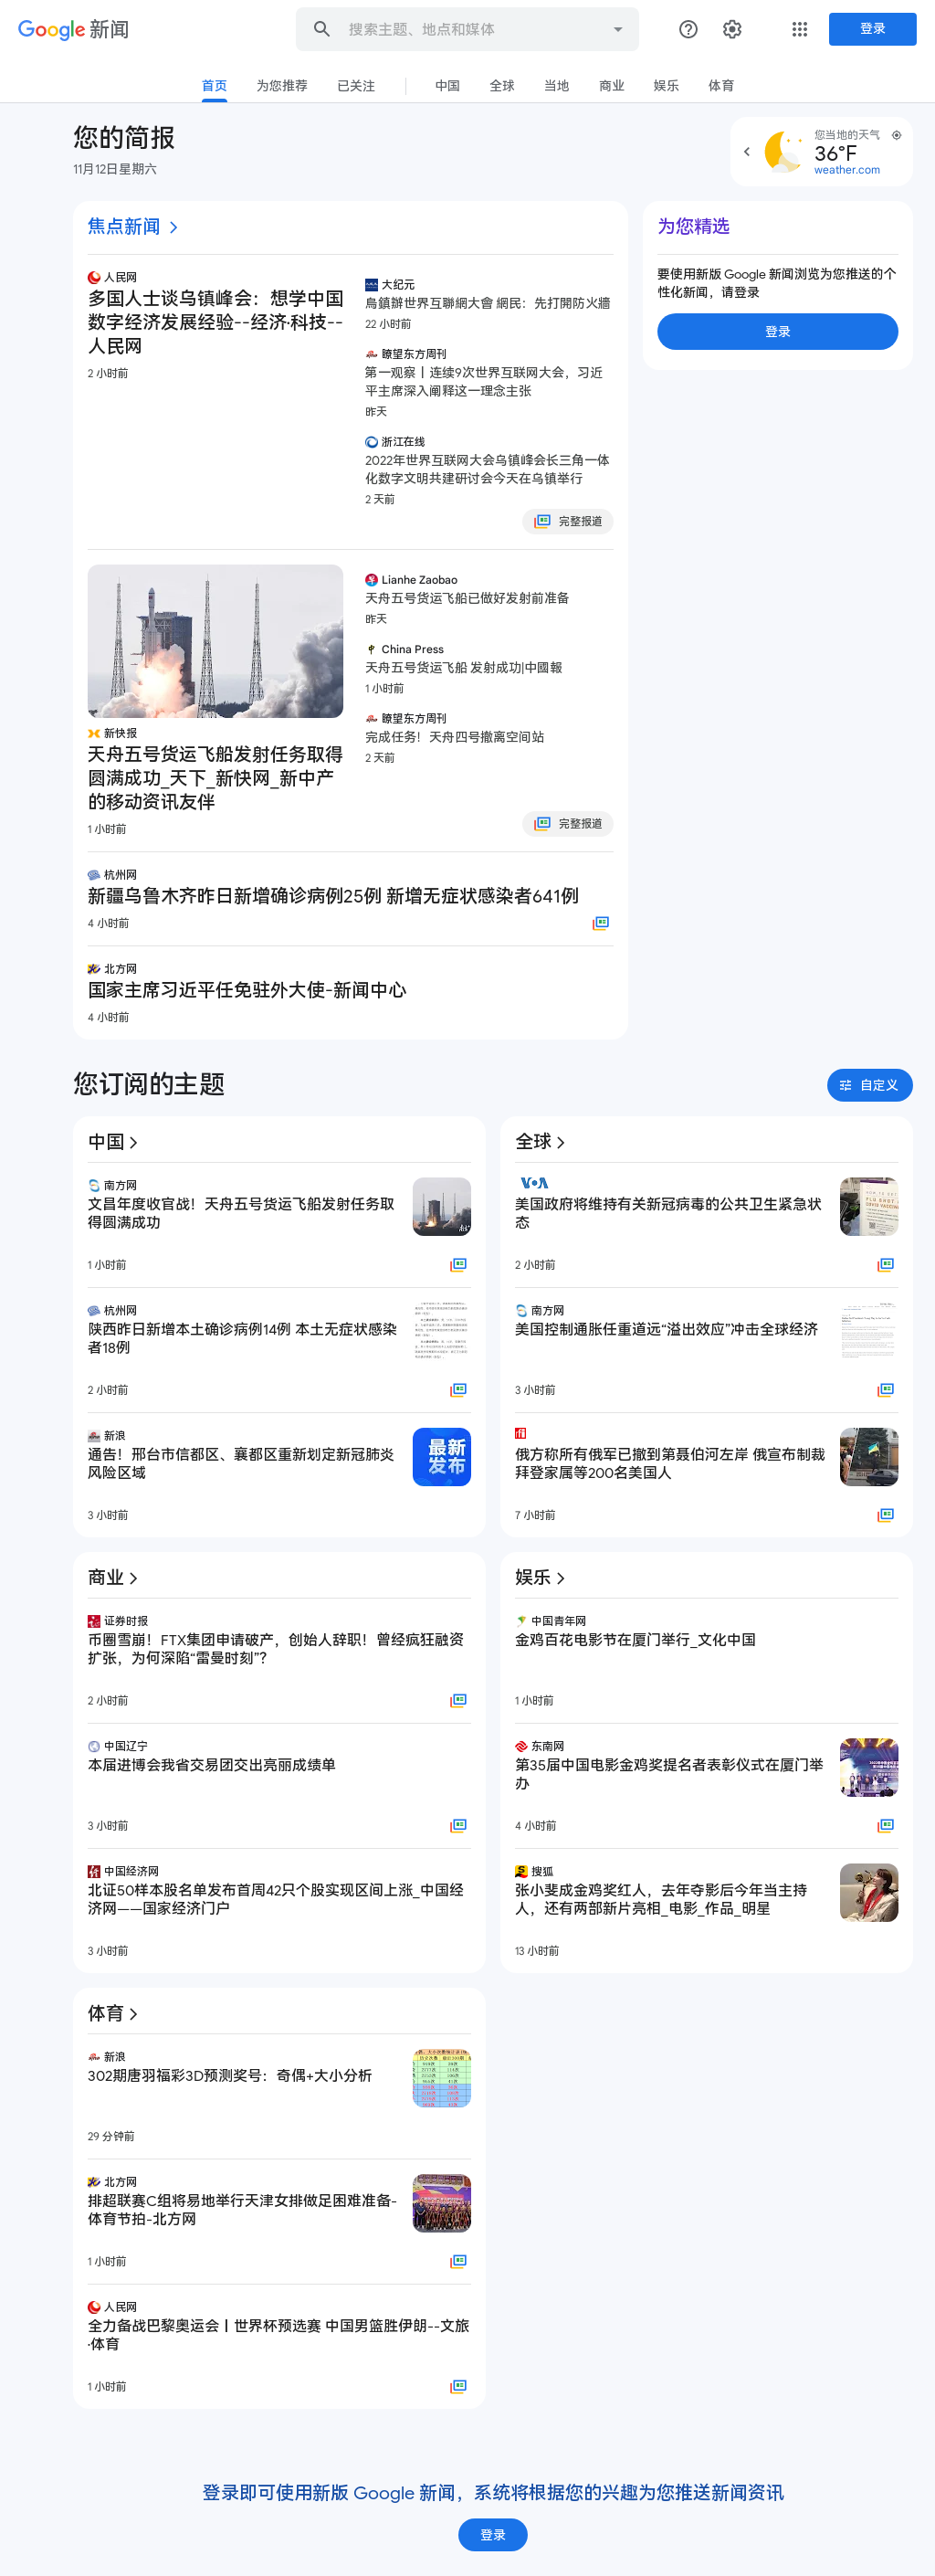 Google 新闻
搜索主题、地点和媒体
登录
首页
为您推荐
已关注
中国
全球
当地
商业
娱乐
体育
您的简报
11月12日星期六
您当地的天气
36°F
weather.com
焦点新闻
人民网
多国人士谈乌镇峰会：想学中国
数字经济发展经验--经济·科技--
人民网
2 小时前
大纪元
烏鎮辦世界互聯網大會 網民：先打開防火牆
22 小时前
瞭望东方周刊
第一观察丨连续9次世界互联网大会，习近
平主席深入阐释这一理念主张
昨天
浙江在线
2022年世界互联网大会乌镇峰会长三角一体
化数字文明共建研讨会今天在乌镇举行
2 天前
完整报道
新快报
天舟五号货运飞船发射任务取得
圆满成功_天下_新快网_新中产
的移动资讯友伴
1 小时前
Lianhe Zaobao
天舟五号货运飞船已做好发射前准备
昨天
China Press
天舟五号货运飞船 发射成功|中國報
1 小时前
瞭望东方周刊
完成任务！天舟四号撤离空间站
2 天前
完整报道
杭州网
新疆乌鲁木齐昨日新增确诊病例25例 新增无症状感染者641例
4 小时前
北方网
国家主席习近平任免驻外大使-新闻中心
4 小时前
为您精选
要使用新版 Google 新闻浏览为您推送的个
性化新闻，请登录
登录
您订阅的主题
自定义
中国
南方网
文昌年度收官战！天舟五号货运飞船发射任务取
得圆满成功
1 小时前
杭州网
陕西昨日新增本土确诊病例14例 本土无症状感染
者18例
2 小时前
新浪
通告！邢台市信都区、襄都区重新划定新冠肺炎
风险区域
最新
发布
3 小时前
全球
VOA
美国政府将维持有关新冠病毒的公共卫生紧急状
态
2 小时前
南方网
美国控制通胀任重道远“溢出效应”冲击全球经济
3 小时前
俄方称所有俄军已撤到第聂伯河左岸 俄宣布制裁
拜登家属等200名美国人
7 小时前
商业
证券时报
币圈雪崩！FTX集团申请破产，创始人辞职！曾经疯狂融资
扩张，为何深陷“雷曼时刻”？
2 小时前
中国辽宁
本届进博会我省交易团交出亮丽成绩单
3 小时前
中国经济网
北证50样本股名单发布首周42只个股实现区间上涨_中国经
济网——国家经济门户
3 小时前
娱乐
中国青年网
金鸡百花电影节在厦门举行_文化中国
1 小时前
东南网
第35届中国电影金鸡奖提名者表彰仪式在厦门举
办
4 小时前
搜狐
张小斐成金鸡奖红人，去年夺影后今年当主持
人，还有两部新片亮相_电影_作品_明星
13 小时前
体育
新浪
302期唐羽福彩3D预测奖号：奇偶+大小分析
29 分钟前
北方网
排超联赛C组将易地举行天津女排做足困难准备-
体育节拍-北方网
1 小时前
人民网
全力备战巴黎奥运会丨世界杯预选赛 中国男篮胜伊朗--文旅
·体育
1 小时前
登录即可使用新版 Google 新闻，系统将根据您的兴趣为您推送新闻资讯
登录